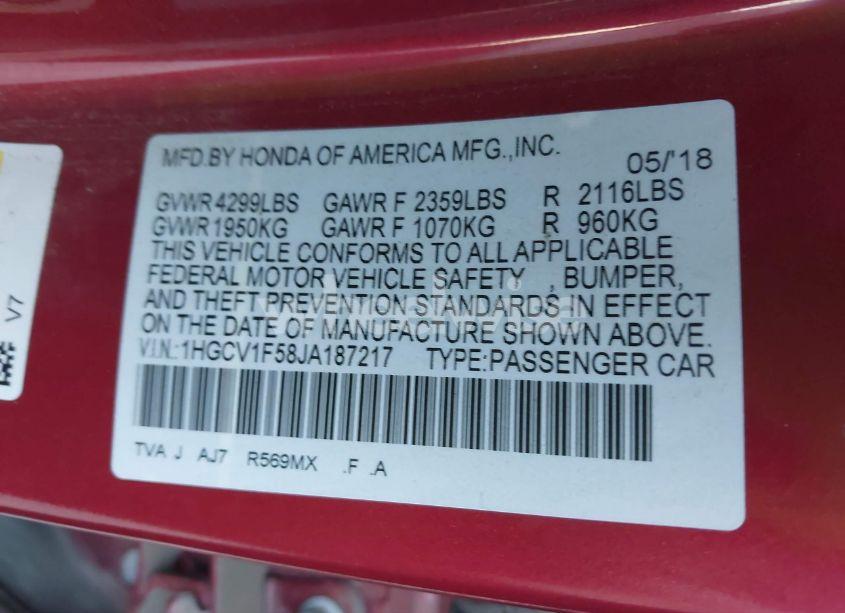 MFD.BY HONDA OF AMERICA MFG.,INC. 05/'18
GVWR 4299LBS GAWR F 2359LBS R 2116LBS
GVWR 1950KG GAWR F 1070KG R 960KG
THIS VEHICLE CONFORMS TO ALL APPLICABLE
FEDERAL MOTOR VEHICLE SAFETY , BUMPER,
AND THEFT PREVENTION STANDARDS IN EFFECT
ON THE DATE OF MANUFACTURE SHOWN ABOVE.
V.I.N.:1HGCV1F58JA187217 TYPE:PASSENGER CAR
TVA J AJ7 R569MX .F .A
V7